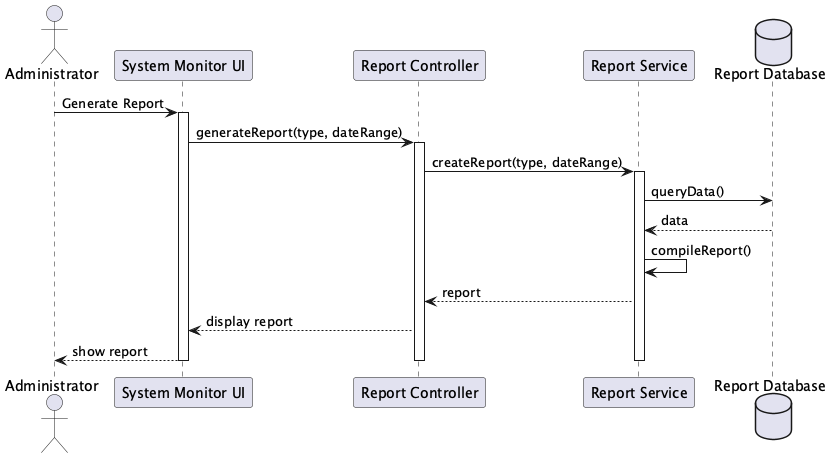 Administrator
System Monitor UI
Report Controller
Report Service
Report Database
Generate Report
generateReport(type, dateRange)
createReport(type, dateRange)
queryData()
data
compileReport()
report
display report
show report
Administrator
System Monitor UI
Report Controller
Report Service
Report Database